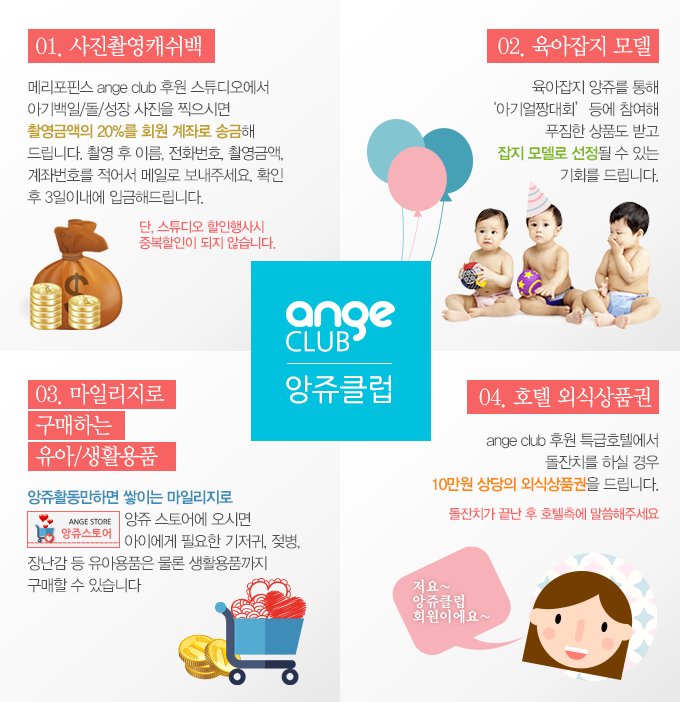 01. 사진촬영캐쉬백
메리포핀스 ange club 후원 스튜디오에서
아기백일/돌/성장 사진을 찍으시면
촬영금액의 20%를 회원 계좌로 송금해
드립니다. 촬영 후 이름, 전화번호, 촬영금액,
계좌번호를 적어서 메일로 보내주세요. 확인
후 3일이내에 입금해드립니다.
단, 스튜디오 할인행사시
중복할인이 되지 않습니다.
$
02. 육아잡지 모델
육아잡지 앙쥬를 통해
‘아기얼짱대회’ 등에 참여해
푸짐한 상품도 받고
잡지 모델로 선정될 수 있는
기회를 드립니다.
ange
CLUB
앙쥬클럽
03. 마일리지로
구매하는
유아/생활용품
앙쥬활동만하면 쌓이는 마일리지로
ANGE STORE
앙쥬스토어
앙쥬 스토어에 오시면
아이에게 필요한 기저귀, 젖병,
장난감 등 유아용품은 물론 생활용품까지
구매할 수 있습니다
04. 호텔 외식상품권
ange club 후원 특급호텔에서
돌잔치를 하실 경우
10만원 상당의 외식상품권을 드립니다.
돌잔치가 끝난 후 호텔측에 말씀해주세요
저요~
앙쥬클럽
회원이에요~